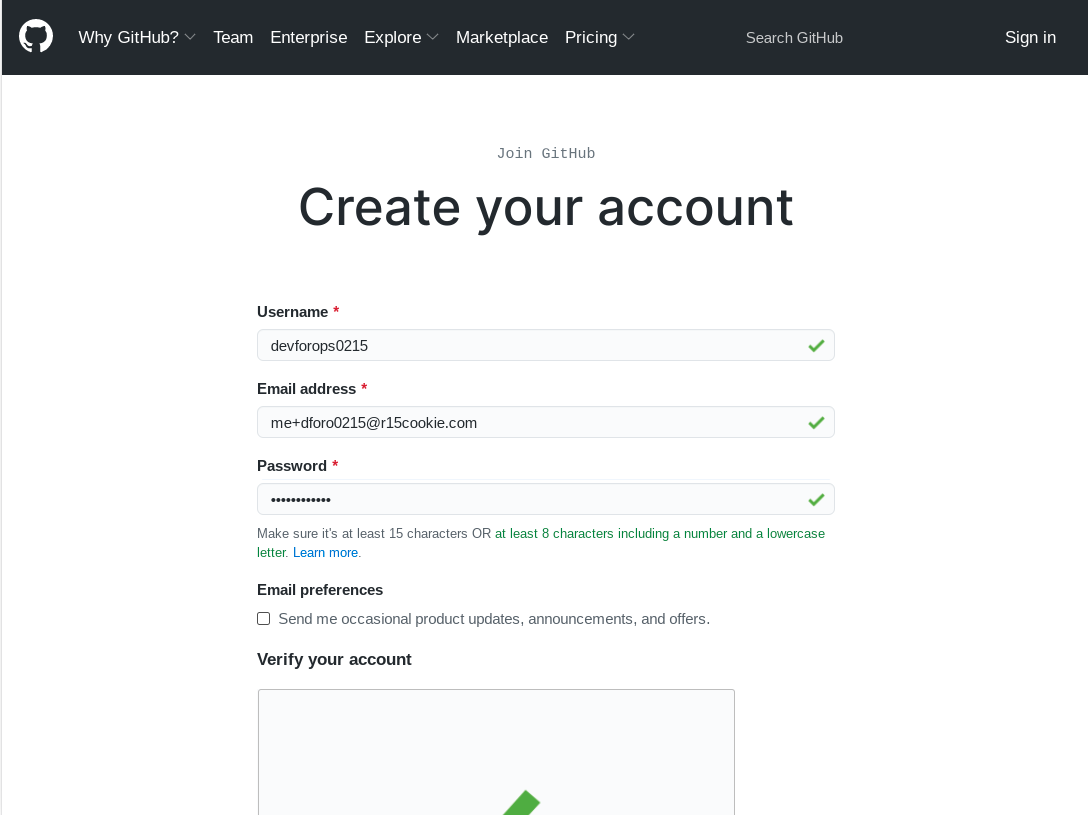 Why GitHub? Team Enterprise Explore Marketplace Pricing Search GitHub Sign in
Join GitHub
Create your account
Username *
devforops0215
Email address *
me+dforo0215@r15cookie.com
Password *
••••••••••••
Make sure it's at least 15 characters OR at least 8 characters including a number and a lowercase
letter. Learn more.
Email preferences
Send me occasional product updates, announcements, and offers.
Verify your account